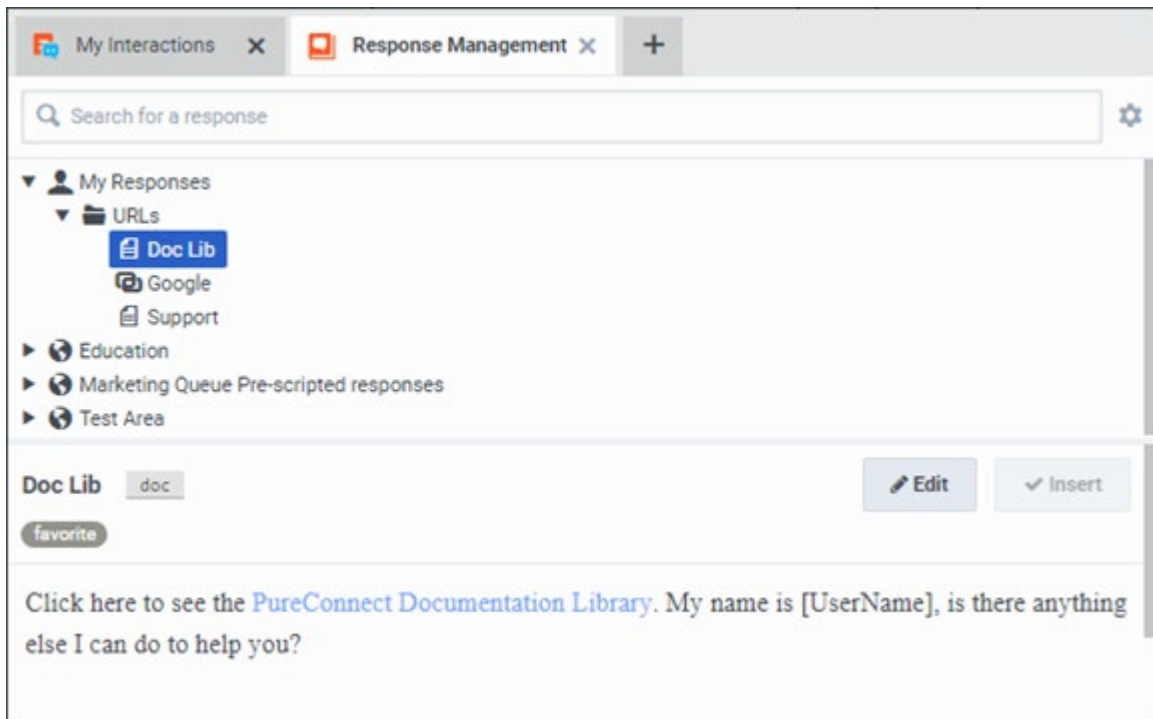 My Interactions
Response Management
Search for a response
My Responses
URLs
Doc Lib
Google
Support
Education
Marketing Queue Pre-scripted responses
Test Area
Doc Lib doc Edit Insert
favorite
Click here to see the PureConnect Documentation Library. My name is [UserName], is there anything
else I can do to help you?